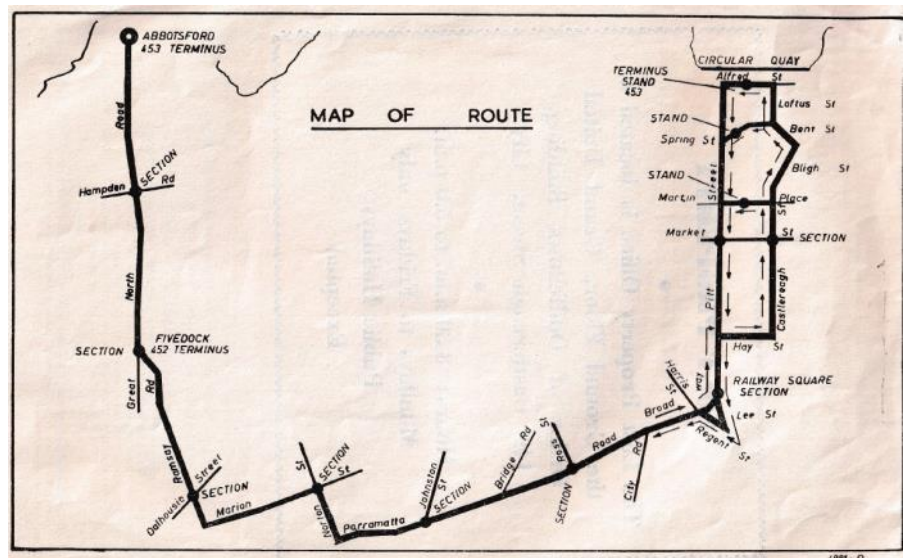 ABBOTSFORD
453 TERMINUS
MAP OF ROUTE
CIRCULAR QUAY
TERMINUS
STAND
453
Alfred St
Loftus St
STAND
Spring St
Bent St
Bligh St
STAND
Martin Place
Street
St
Market St SECTION
Pitt
Castlereagh
Hay St
RAILWAY SQUARE
SECTION
Lee St
Regent St
Harris St
Broad way
City Rd
Road
Ross St
SECTION
Bridge Rd
Johnston St
SECTION
Parramatta
Norton St
SECTION
St
Marion
Dalhousie Street
SECTION
Ramsay Rd
FIVEDOCK
452 TERMINUS
SECTION
Great
North
Hampden Rd
SECTION
Road